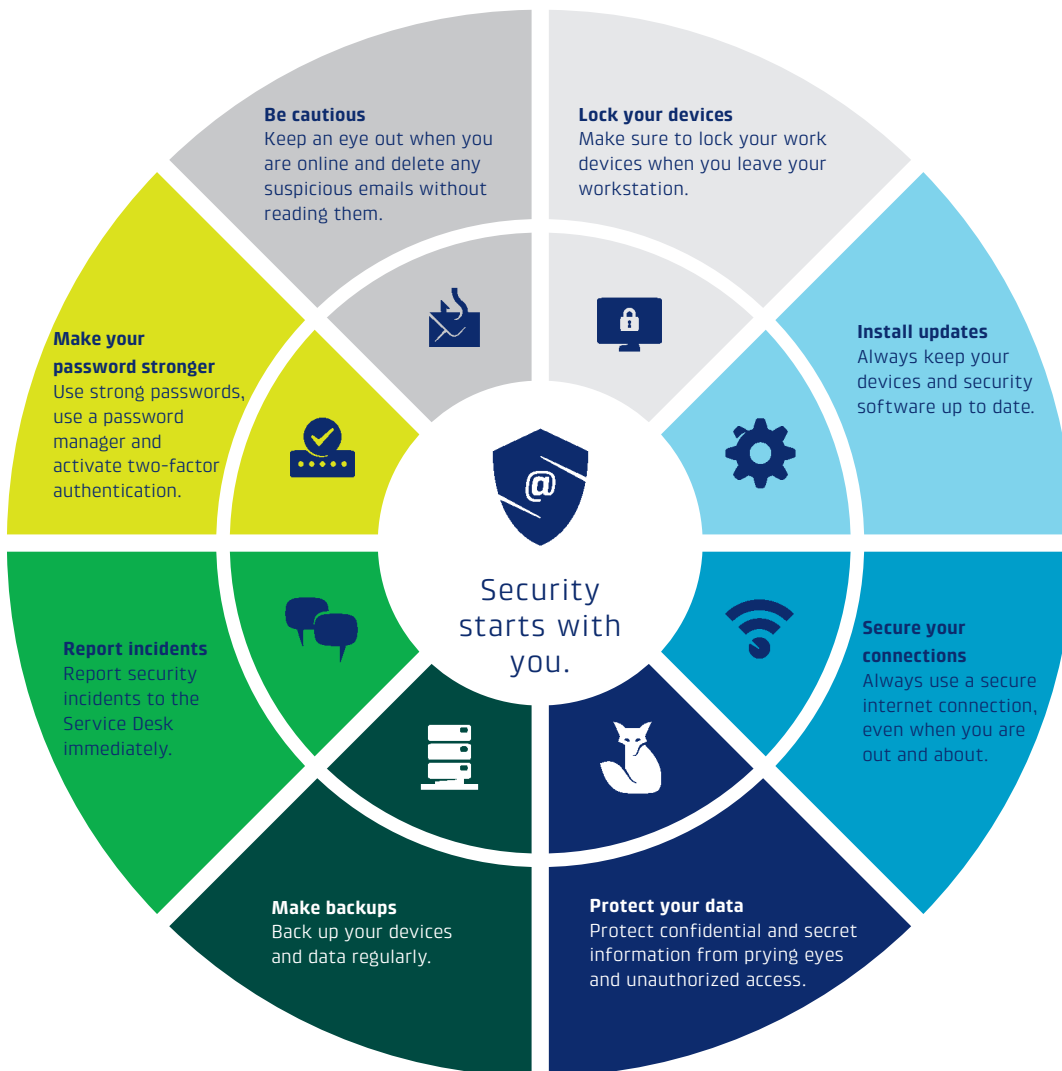 Be cautious
Keep an eye out when you
are online and delete any
suspicious emails without
reading them.
Lock your devices
Make sure to lock your work
devices when you leave your
workstation.
Install updates
Always keep your
devices and security
software up to date.
Secure your
connections
Always use a secure
internet connection,
even when you are
out and about.
Protect your data
Protect confidential and secret
information from prying eyes
and unauthorized access.
Make backups
Back up your devices
and data regularly.
Report incidents
Report security
incidents to the
Service Desk
immediately.
Make your
password stronger
Use strong passwords,
use a password
manager and
activate two-factor
authentication.
@
Security
starts with
you.